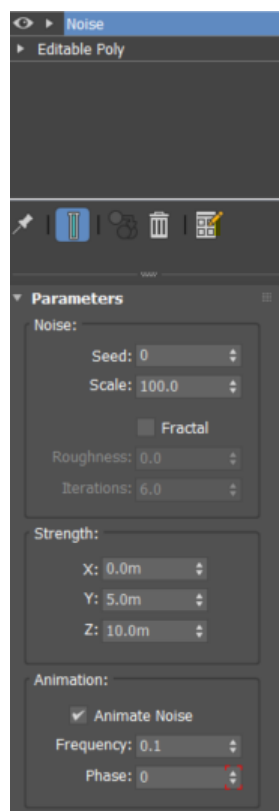 Noise
Editable Poly
Parameters
Noise:
Seed: 0
Scale: 100.0
Fractal
Roughness: 0.0
Iterations: 6.0
Strength:
X: 0.0m
Y: 5.0m
Z: 10.0m
Animation:
Animate Noise
Frequency: 0.1
Phase: 0